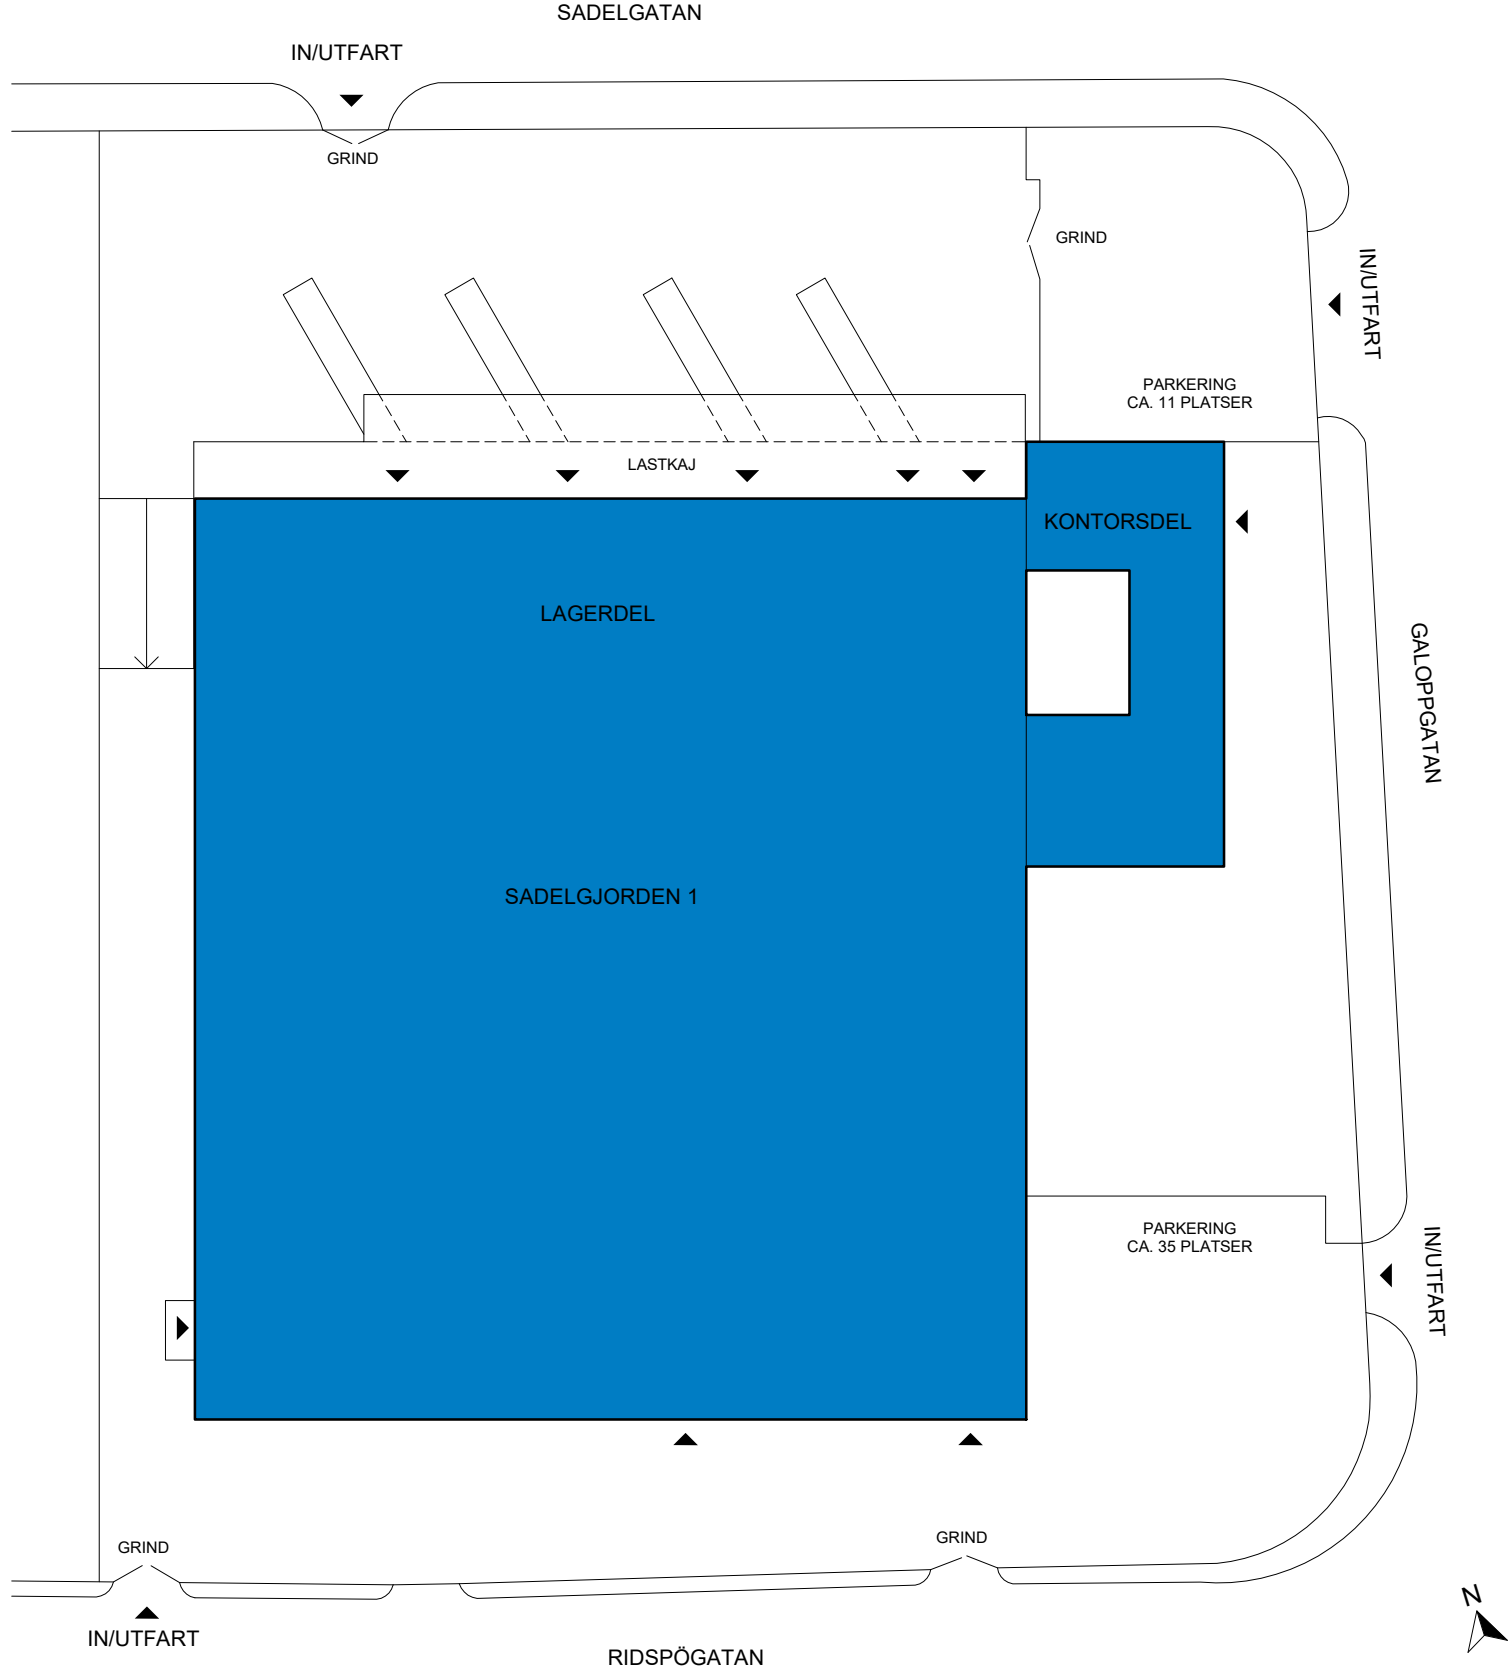 SADELGATAN
IN/UTFART
GRIND
GRIND
IN/UTFART
PARKERING
CA. 11 PLATSER
LASTKAJ
KONTORSDEL
LAGERDEL
GALOPPGATAN
SADELGJORDEN 1
PARKERING
CA. 35 PLATSER
IN/UTFART
GRIND
GRIND
IN/UTFART
RIDSPÖGATAN
N